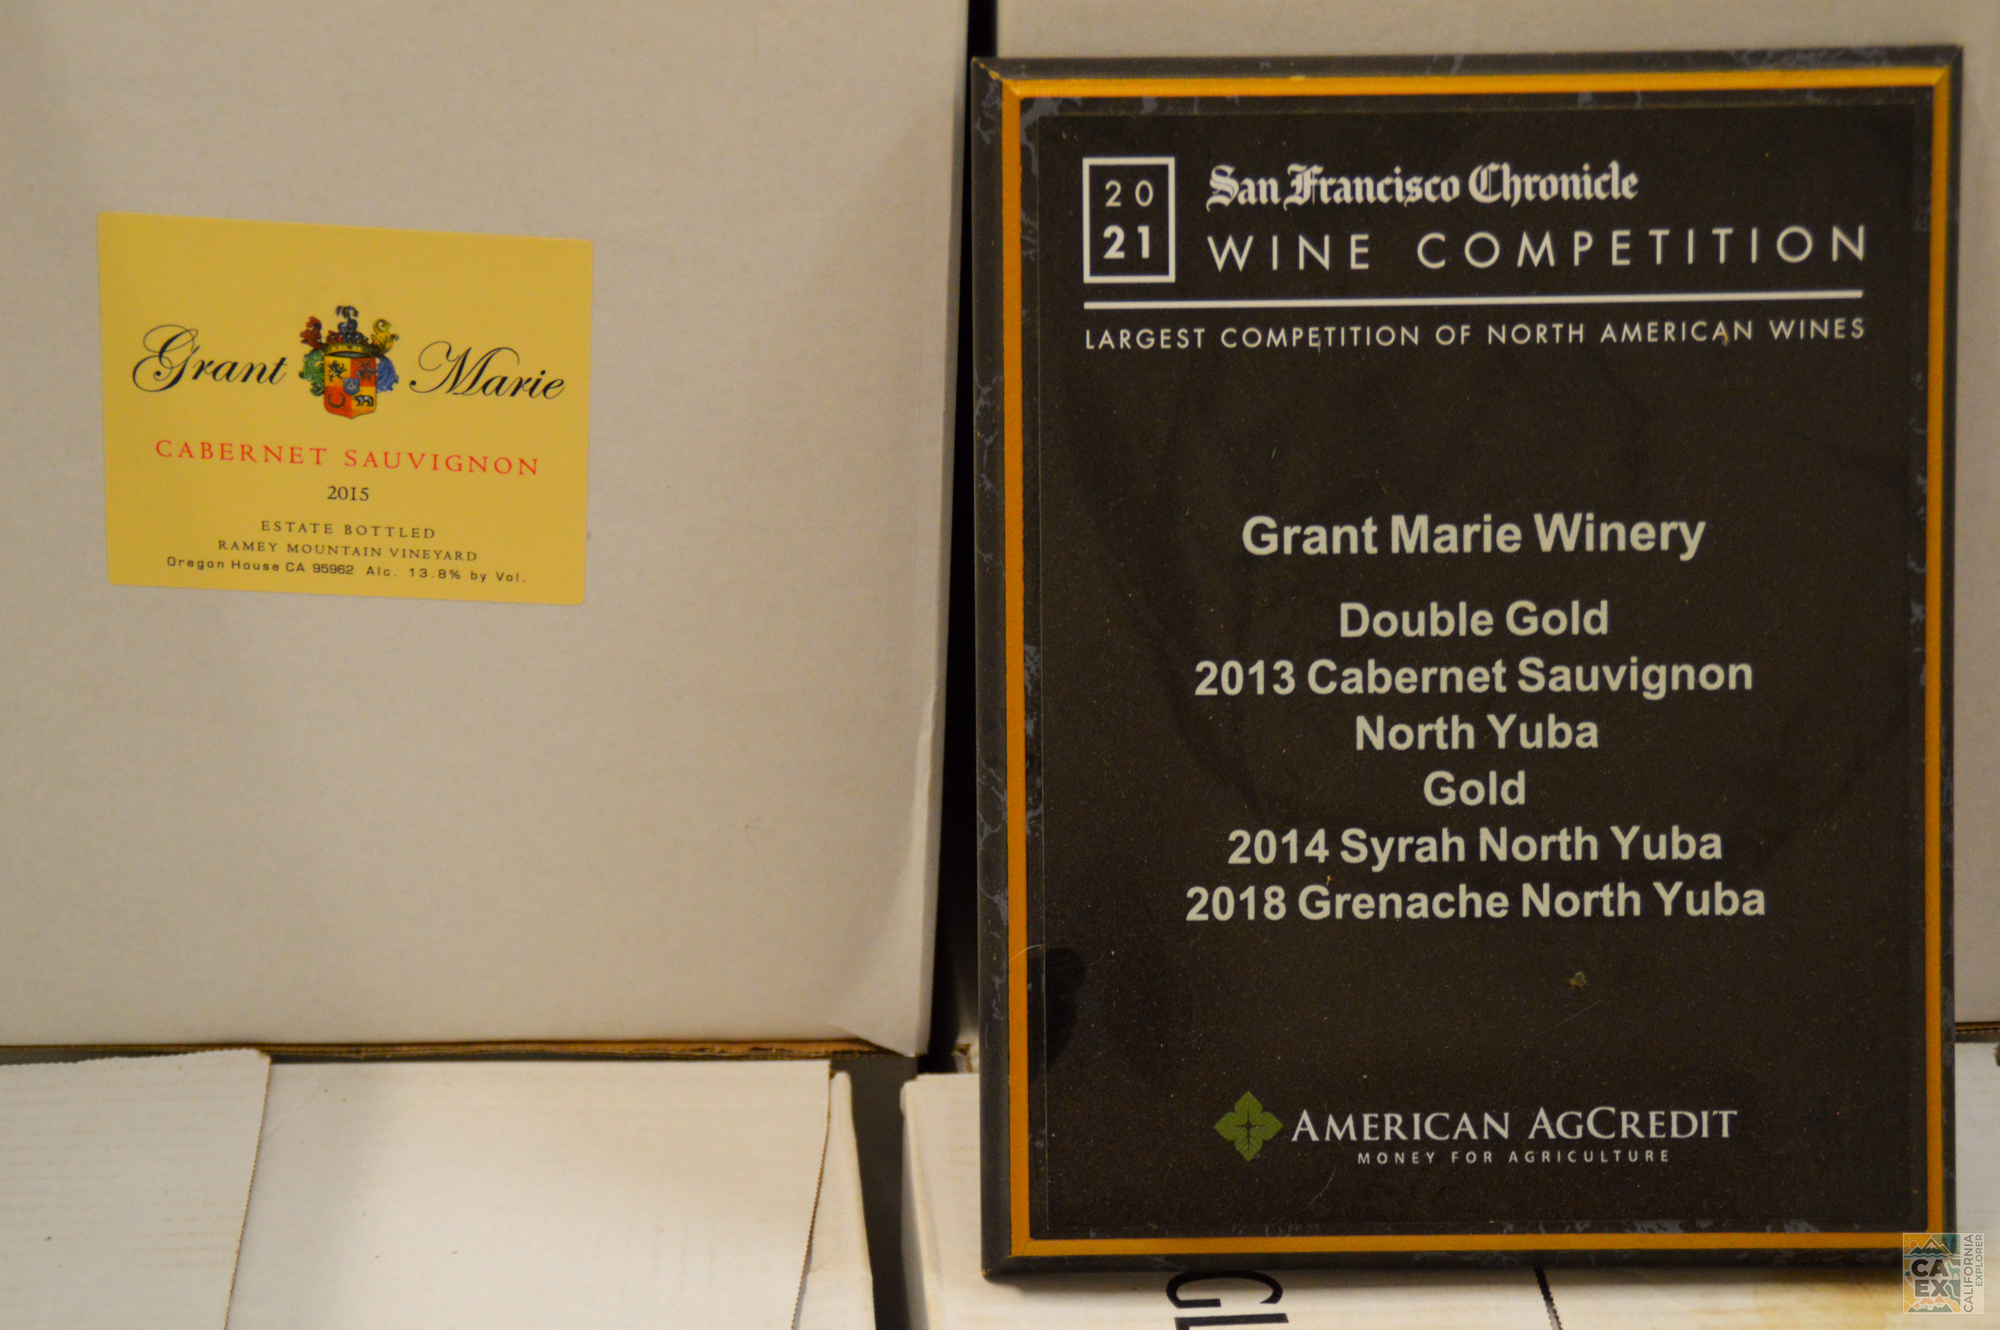 Grant Marie
CABERNET SAUVIGNON
2015
ESTATE BOTTLED
RAMEY MOUNTAIN VINEYARD
Oregon House CA 95962 Alc. 13.8% by Vol.
20
21
San Francisco Chronicle
WINE COMPETITION
LARGEST COMPETITION OF NORTH AMERICAN WINES
Grant Marie Winery
Double Gold
2013 Cabernet Sauvignon
North Yuba
Gold
2014 Syrah North Yuba
2018 Grenache North Yuba
AMERICAN AGCREDIT
MONEY FOR AGRICULTURE
CA
EX
CALIFORNIA
EXPLORER